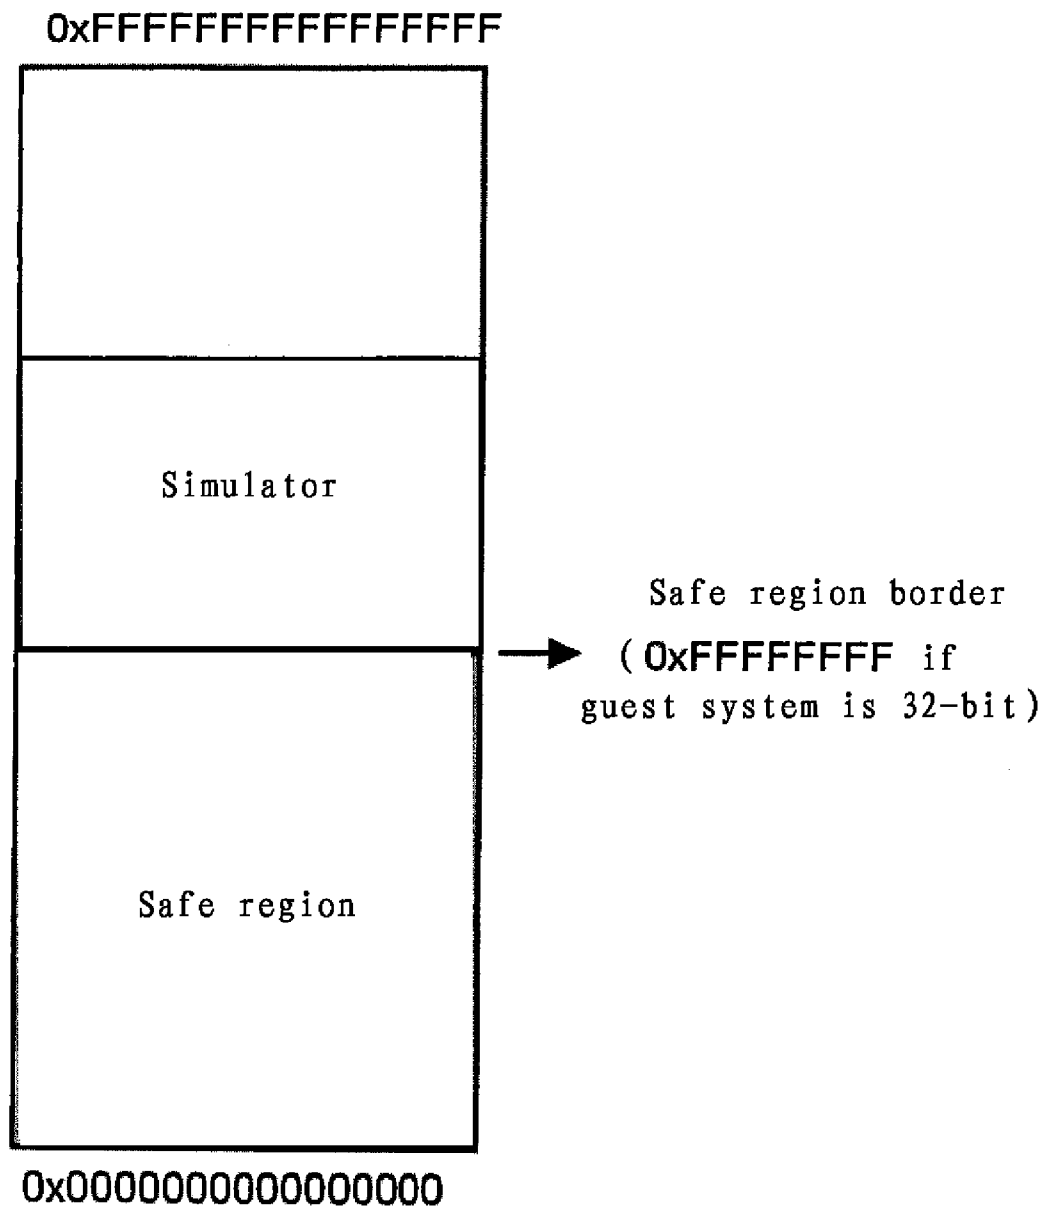 0xFFFFFFFFFFFFFFFF
Simulator
Safe region border
(0xFFFFFFFF if
guest system is 32-bit)
Safe region
0x0000000000000000